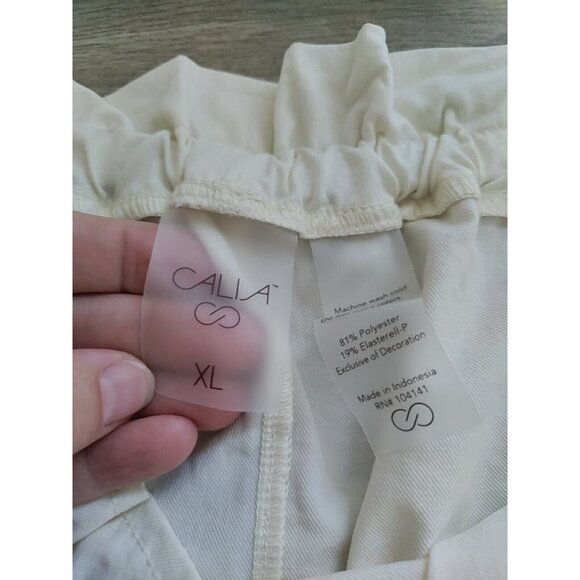 CALIA™
XL
Machine wash cold
81% Polyester
19% Elasterell-P
Exclusive of Decoration
Made in Indonesia
RN# 104141